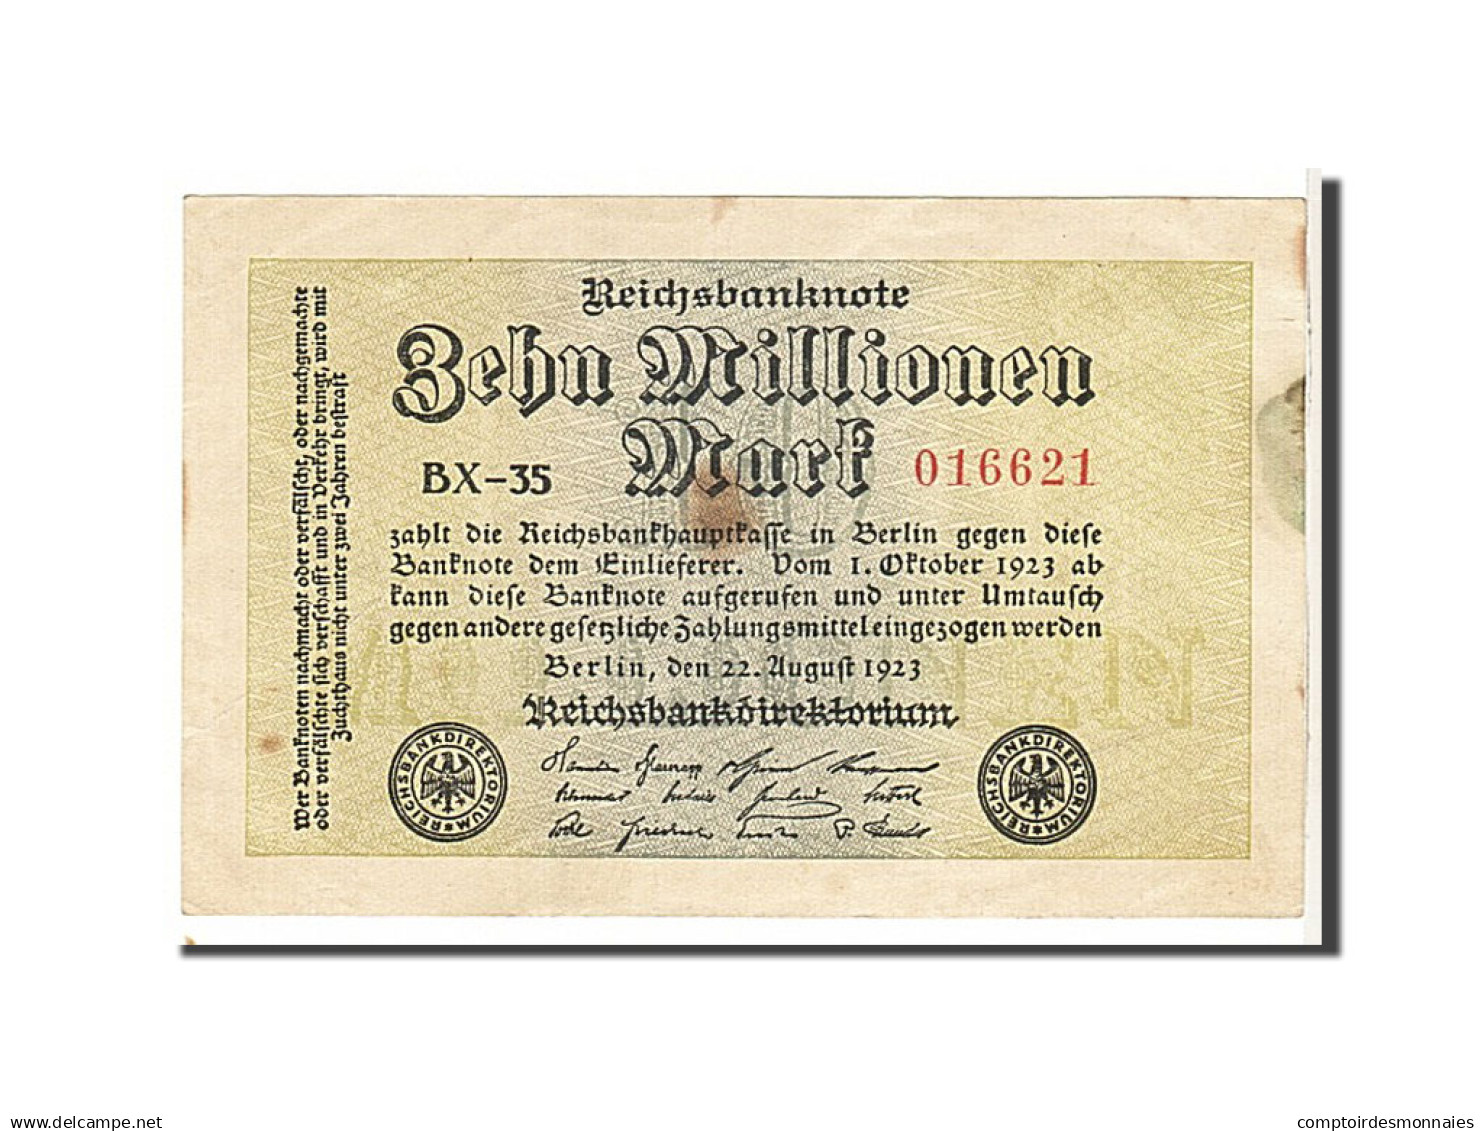 Reichsbanknote
Zehn Millionen
Mark
BX-35
016621
zahlt die Reichsbankhauptkasse in Berlin gegen diese
Banknote dem Einlieferer. Vom 1. Oktober 1923 ab
kann diese Banknote aufgerufen und unter Umtausch
gegen andere gesetzliche Zahlungsmittel eingezogen werden
Berlin, den 22. August 1923
Reichsbankdirektorium
REICHSBANKDIREKTORIUM
REICHSBANKDIREKTORIUM
Wer Banknoten nachmacht oder verfälscht, oder nachgemachte
oder verfälschte sich verschafft und in Verkehr bringt, wird mit
Zuchthaus nicht unter zwei Jahren bestraft
10
delcampe.net
comptoirdesmonnaies